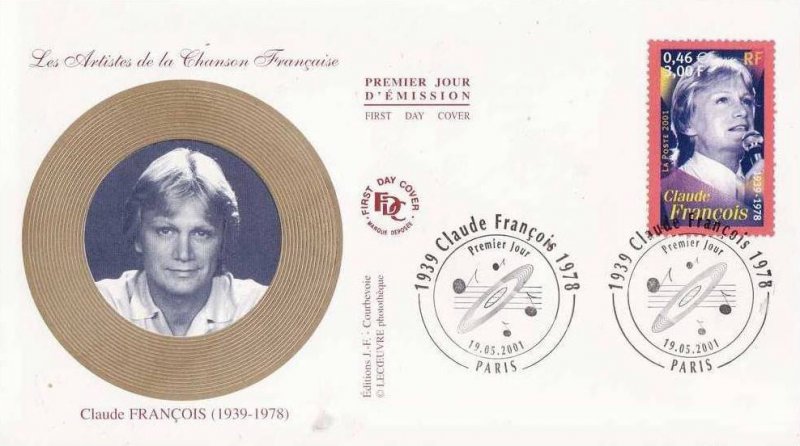 Les Artistes de la Chanson Française
PREMIER JOUR
D'ÉMISSION
FIRST DAY COVER
0,46 €
3,00 F
RF
LA POSTE 2001
1939-1978
Claude
François
FIRST DAY COVER
FDC
MARQUE DÉPOSÉE
1939 Claude François 1978
Premier Jour
19.05.2001
PARIS
1939 Claude François 1978
Premier Jour
19.05.2001
PARIS
Éditions J.-F. - Courbevoie
© LECŒUVRE photothèque
Claude FRANÇOIS (1939-1978)